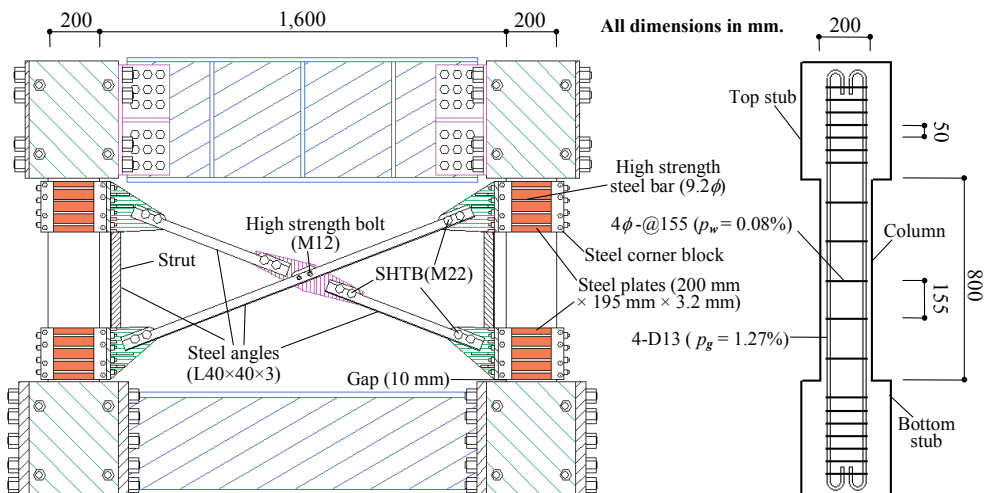 200
1,600
200
All dimensions in mm.
200
Top stub
50
High strength
steel bar (9.2ϕ)
High strength bolt
(M12)
4ϕ-@155 (pw = 0.08%)
Column
Steel corner block
Strut
SHTB(M22)
Steel plates (200 mm
× 195 mm × 3.2 mm)
155
800
4-D13 ( pg = 1.27%)
Steel angles
(L40×40×3)
Gap (10 mm)
Bottom
stub